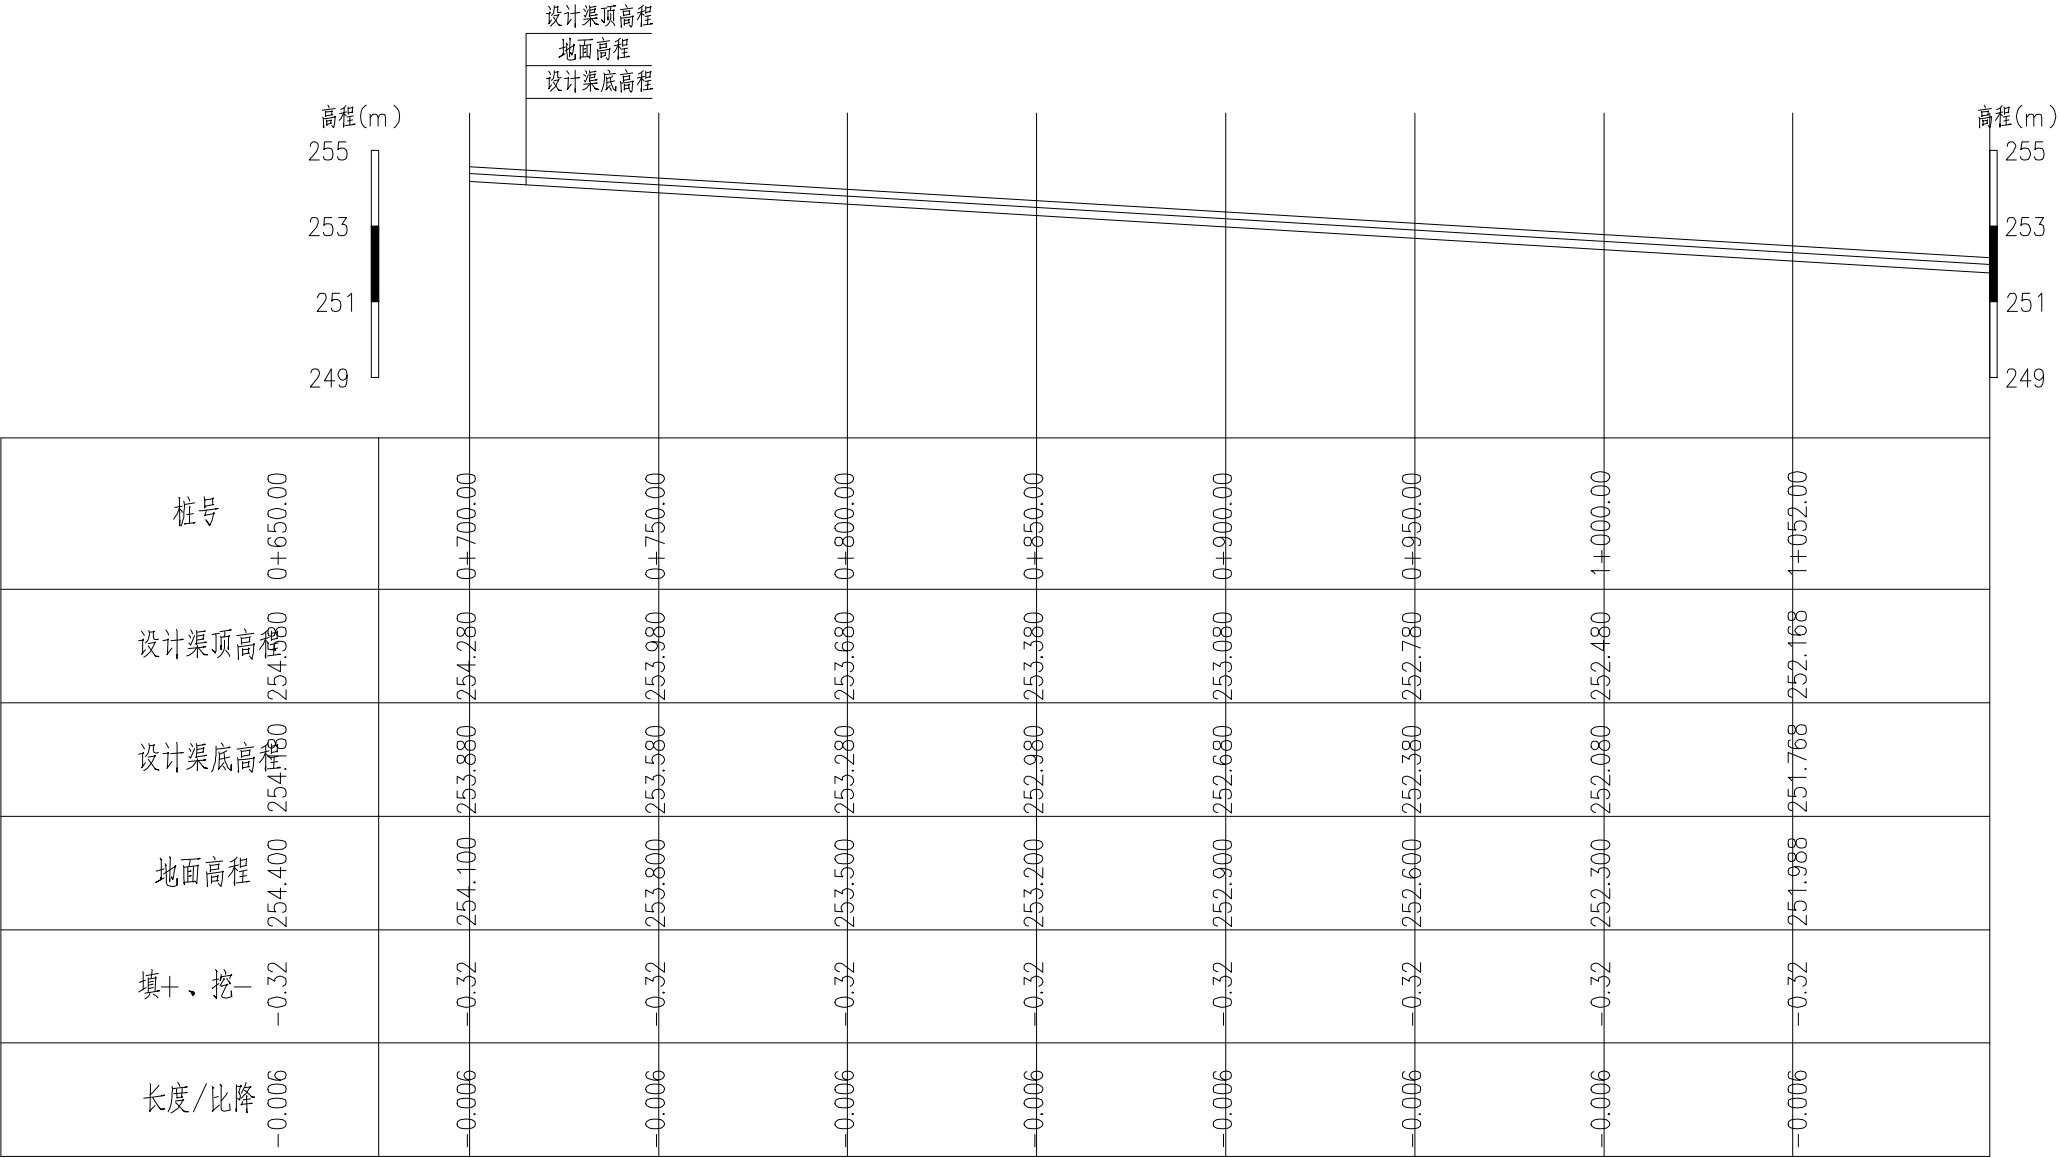 设计渠顶高程
地面高程
设计渠底高程
高程(m)
255
253
251
249
高程(m)
255
253
251
249
桩号 0+650.00 0+700.00 0+750.00 0+800.00 0+850.00 0+900.00 0+950.00 1+000.00 1+052.00
设计渠顶高程 254.580 254.280 253.980 253.680 253.380 253.080 252.780 252.480 252.168
设计渠底高程 254.180 253.880 253.580 253.280 252.980 252.680 252.380 252.080 251.768
地面高程 254.400 254.100 253.800 253.500 253.200 252.900 252.600 252.300 251.988
填+、挖- -0.32 -0.32 -0.32 -0.32 -0.32 -0.32 -0.32 -0.32 -0.32
长度/比降 -0.006 -0.006 -0.006 -0.006 -0.006 -0.006 -0.006 -0.006 -0.006